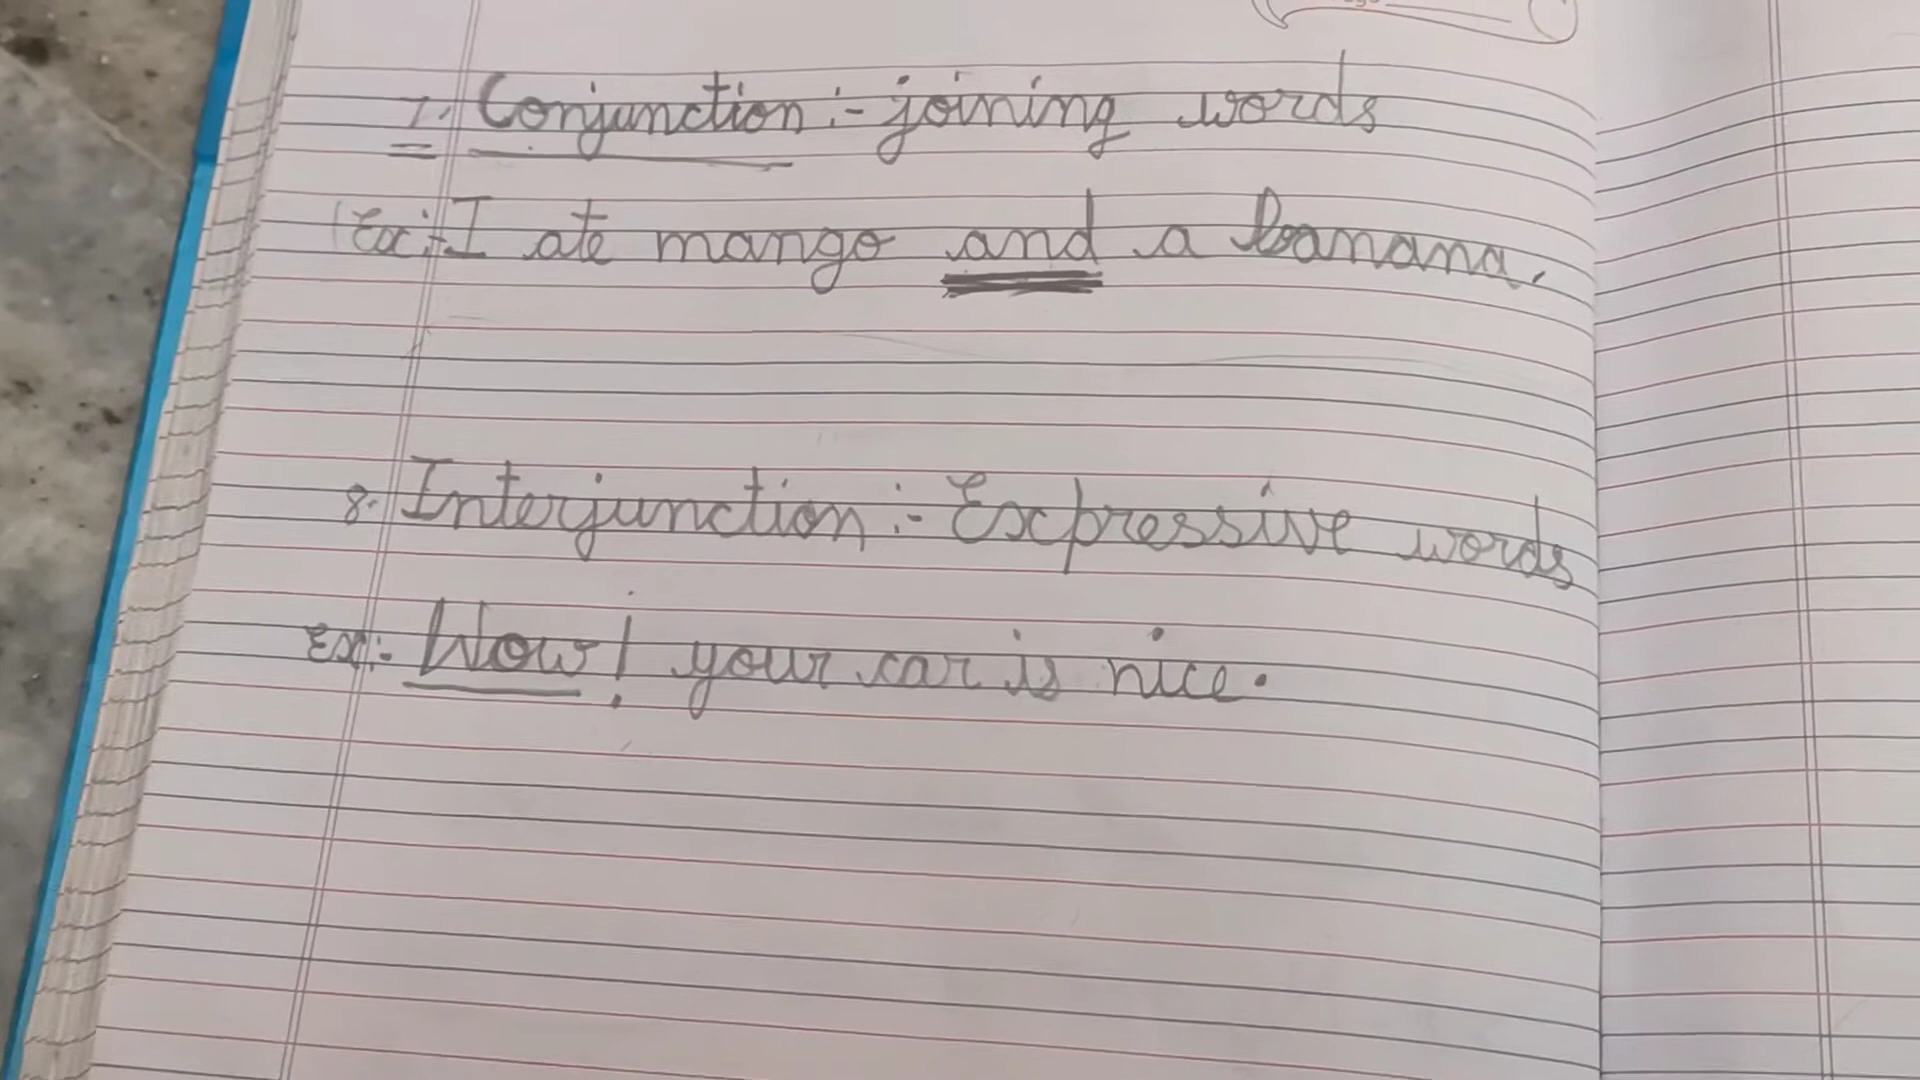 7. Conjunction :- joining words
Ex:- I ate mango and a banana.
8. Interjunction :- Expressive words
Ex:- Wow! your car is nice.